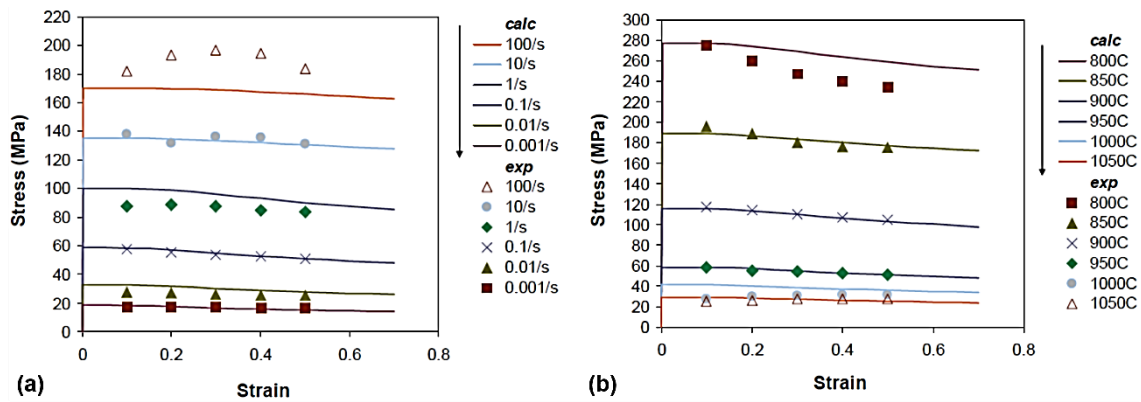 220
200
180
160
140
120
100
80
60
40
20
0
Stress (MPa)
0
0.2
0.4
0.6
0.8
Strain
(a)
calc
100/s
10/s
1/s
0.1/s
0.01/s
0.001/s
exp
100/s
10/s
1/s
0.1/s
0.01/s
0.001/s
300
280
260
240
220
200
180
160
140
120
100
80
60
40
20
0
Stress (MPa)
0
0.2
0.4
0.6
0.8
Strain
(b)
calc
800C
850C
900C
950C
1000C
1050C
exp
800C
850C
900C
950C
1000C
1050C